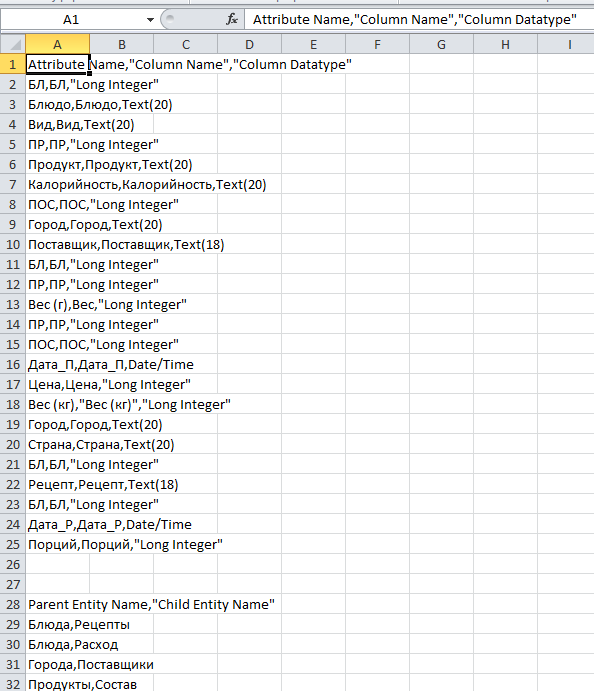 A1 fx Attribute Name,"Column Name","Column Datatype"
A B C D E F G H I
1 Attribute Name,"Column Name","Column Datatype"
2 БЛ,БЛ,"Long Integer"
3 Блюдо,Блюдо,Text(20)
4 Вид,Вид,Text(20)
5 ПР,ПР,"Long Integer"
6 Продукт,Продукт,Text(20)
7 Калорийность,Калорийность,Text(20)
8 ПОС,ПОС,"Long Integer"
9 Город,Город,Text(20)
10 Поставщик,Поставщик,Text(18)
11 БЛ,БЛ,"Long Integer"
12 ПР,ПР,"Long Integer"
13 Вес (г),Вес,"Long Integer"
14 ПР,ПР,"Long Integer"
15 ПОС,ПОС,"Long Integer"
16 Дата_П,Дата_П,Date/Time
17 Цена,Цена,"Long Integer"
18 Вес (кг),"Вес (кг)","Long Integer"
19 Город,Город,Text(20)
20 Страна,Страна,Text(20)
21 БЛ,БЛ,"Long Integer"
22 Рецепт,Рецепт,Text(18)
23 БЛ,БЛ,"Long Integer"
24 Дата_Р,Дата_Р,Date/Time
25 Порций,Порций,"Long Integer"
26
27
28 Parent Entity Name,"Child Entity Name"
29 Блюда,Рецепты
30 Блюда,Расход
31 Города,Поставщики
32 Продукты,Состав